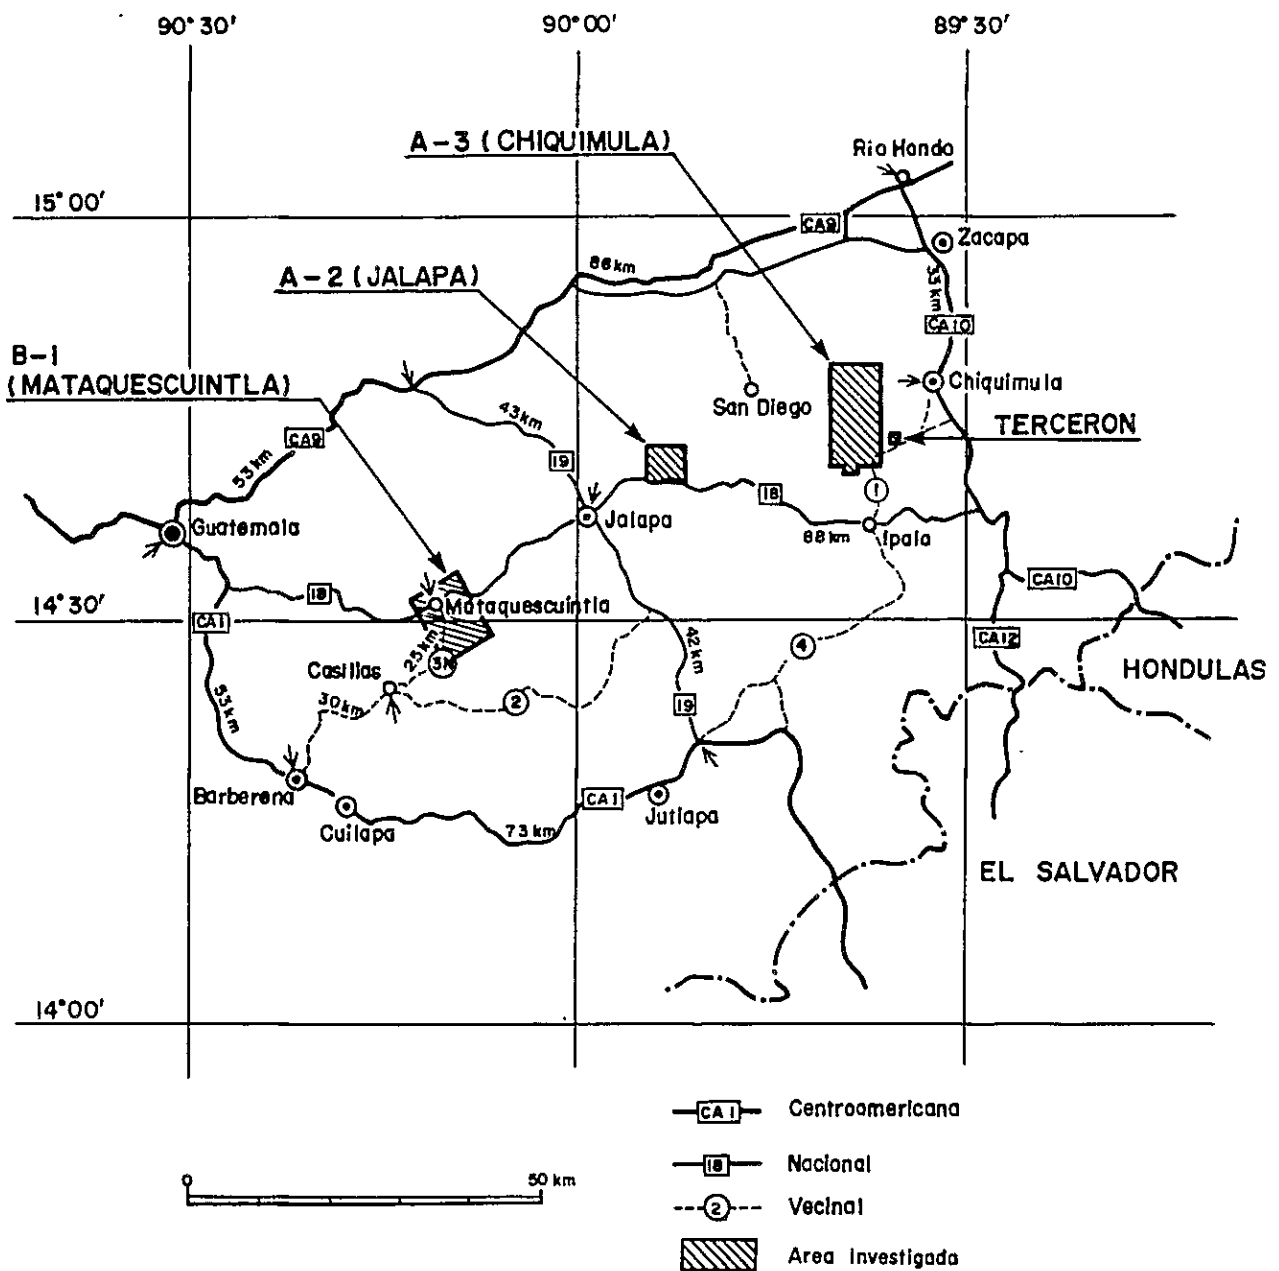 90°30' 90°00' 89°30'
A-3 (CHIQUIMULA)
Rio Hondo
15°00'
CA9
Zacapa
86 km
A-2 (JALAPA)
33 km
CA10
B-1
(MATAQUESCUINTLA)
Chiquimula
San Diego
43 km
TERCERON
CA9
53 km
19
18
1
Guatemala
Jalapa
88 km
Ipala
CA10
18
Mataquescuintla
14°30'
CA1
CA12
25 km
42 km
4
HONDULAS
Casillas
30 km
2
53 km
19
Barberena
CA1
Jutiapa
Cuilapa
73 km
EL SALVADOR
14°00'
CA1 Centroamericana
18 Nacional
0 50 km
2 Vecinal
Area Investigada